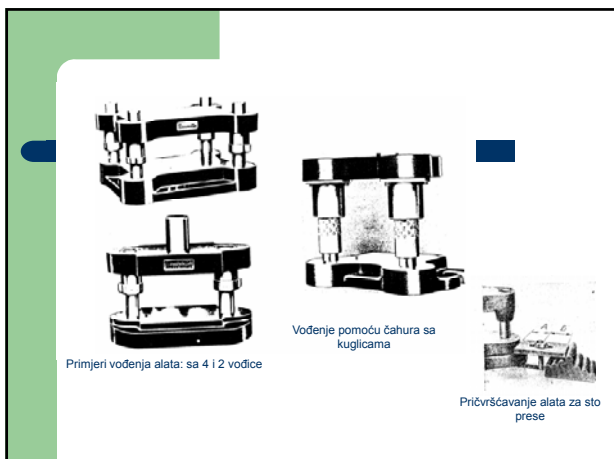 Vođenje pomoću čahura sa
kuglicama
Primjeri vođenja alata: sa 4 i 2 vođice
Pričvršćavanje alata za sto
prese